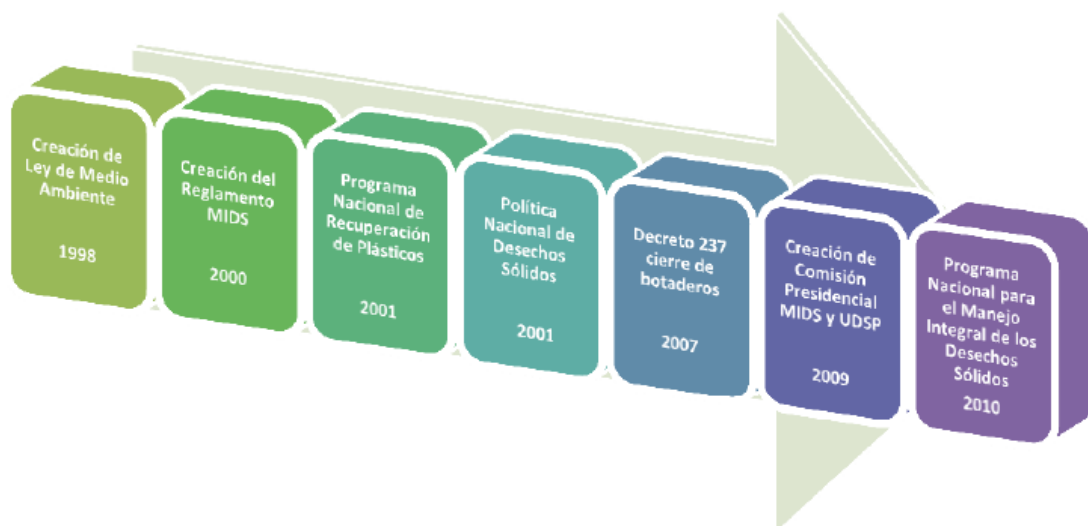 Creación de
Ley de Medio
Ambiente
1998
Creación del
Reglamento
MIDS
2000
Programa
Nacional de
Recuperación
de Plásticos
2001
Política
Nacional de
Desechos
Sólidos
2001
Decreto 237
cierre de
botaderos
2007
Creación de
Comisión
Presidencial
MIDS y UDSP
2009
Programa
Nacional para
el Manejo
Integral de los
Desechos
Sólidos
2010